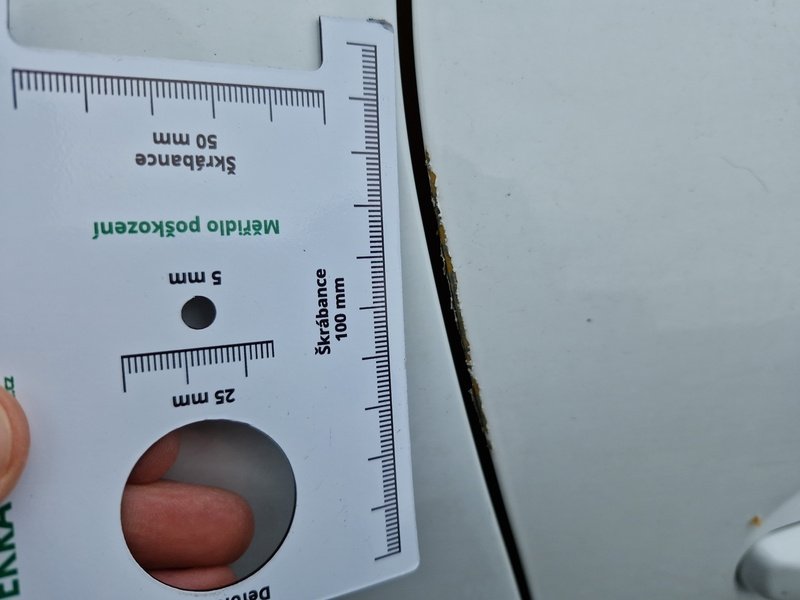 Škrábance
50 mm
Měřidlo poškození
5 mm
Škrábance
100 mm
25 mm